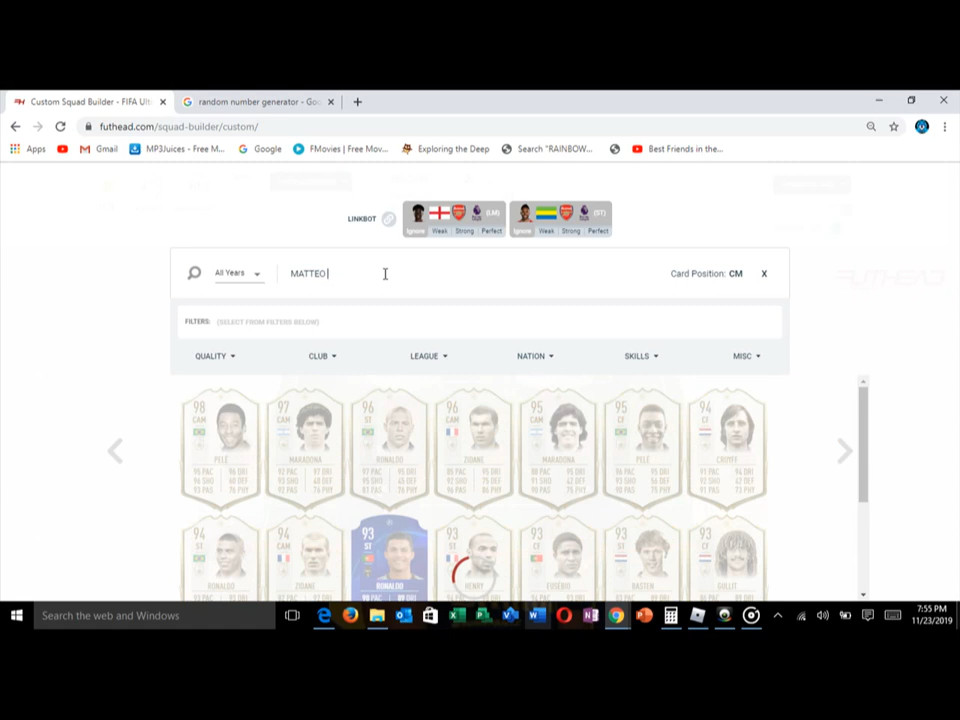 Custom Squad Builder - FIFA Ult
random number generator - Goo
futhead.com/squad-builder/custom/
Apps
Gmail
MP3Juices - Free M...
Google
FMovies | Free Mov...
Exploring the Deep
Search "RAINBOW...
Best Friends in the...
LINKBOT
(LM)
(ST)
Ignore Weak Strong Perfect
Ignore Weak Strong Perfect
All Years
MATTEO
Card Position: CM
X
FUTHEAD
FILTERS: (SELECT FROM FILTERS BELOW)
QUALITY
CLUB
LEAGUE
NATION
SKILLS
MISC
98 CAM
97 CAM
96 ST
96 CAM
95 CAM
95 CF
94 CF
PELÉ
MARADONA
RONALDO
ZIDANE
MARADONA
PELÉ
CRUYFF
94 ST
94 CAM
93 ST
93
93 CF
93 ST
93 CF
RONALDO
ZIDANE
RONALDO
HENRY
EUSÉBIO
BASTEN
GULLIT
Search the web and Windows
7:55 PM
11/23/2019